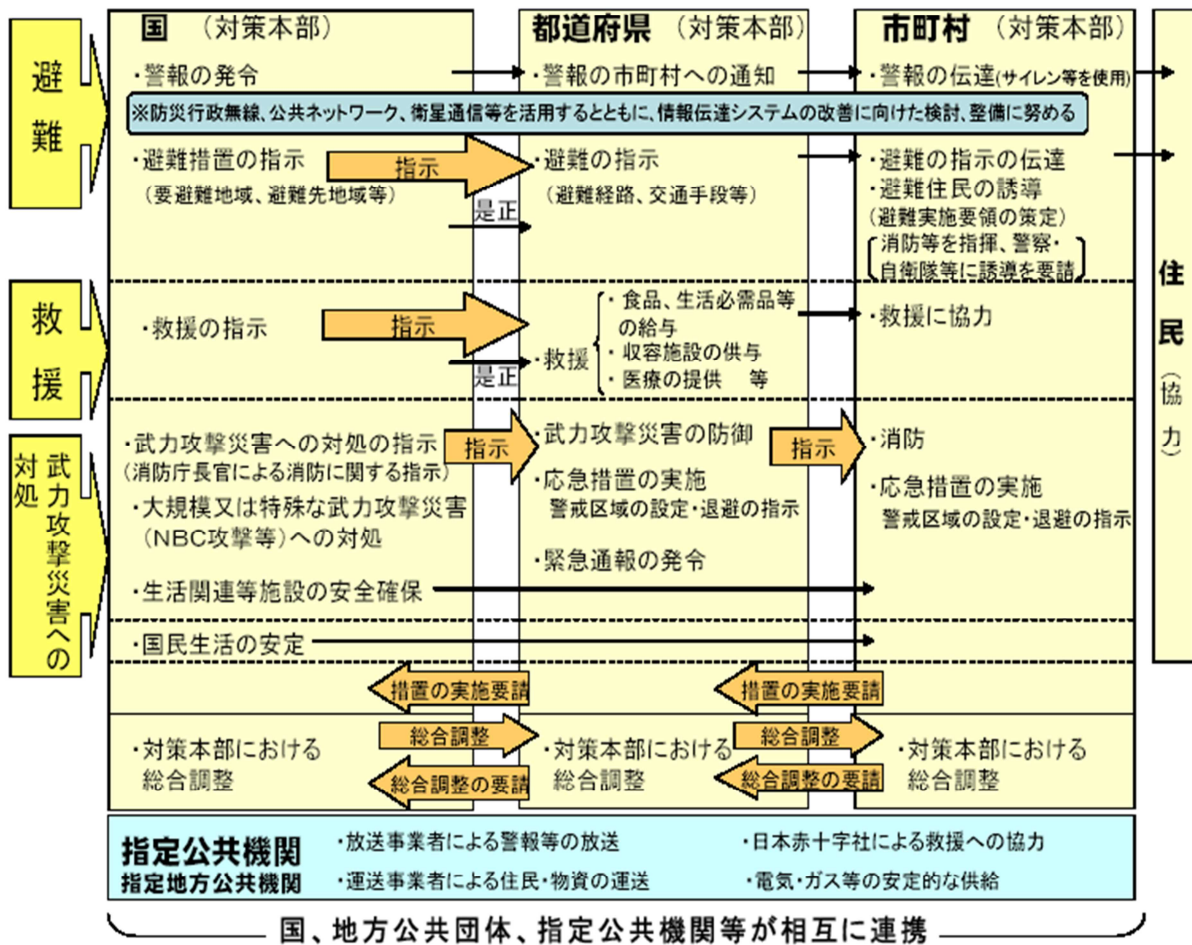 避難
国 (対策本部)
都道府県 (対策本部)
市町村 (対策本部)
・警報の発令
・警報の市町村への通知
・警報の伝達(サイレン等を使用)
※防災行政無線、公共ネットワーク、衛星通信等を活用するとともに、情報伝達システムの改善に向けた検討、整備に努める
・避難措置の指示
(要避難地域、避難先地域等)
指示
是正
・避難の指示
(避難経路、交通手段等)
・避難の指示の伝達
・避難住民の誘導
(避難実施要領の策定)
消防等を指揮、警察・
自衛隊等に誘導を要請
住民(協力)
救援
・救援の指示
指示
是正
・救援
・食品、生活必需品等
の給与
・収容施設の供与
・医療の提供 等
・救援に協力
武力攻撃災害への
対処
・武力攻撃災害への対処の指示
(消防庁長官による消防に関する指示)
・大規模又は特殊な武力攻撃災害
(NBC攻撃等)への対処
指示
・武力攻撃災害の防御
・応急措置の実施
警戒区域の設定・退避の指示
・緊急通報の発令
指示
・消防
・応急措置の実施
警戒区域の設定・退避の指示
・生活関連等施設の安全確保
・国民生活の安定
措置の実施要請
措置の実施要請
・対策本部における
総合調整
総合調整
総合調整の要請
・対策本部における
総合調整
総合調整
総合調整の要請
・対策本部における
総合調整
指定公共機関
指定地方公共機関
・放送事業者による警報等の放送
・日本赤十字社による救援への協力
・運送事業者による住民・物資の運送
・電気・ガス等の安定的な供給
国、地方公共団体、指定公共機関等が相互に連携